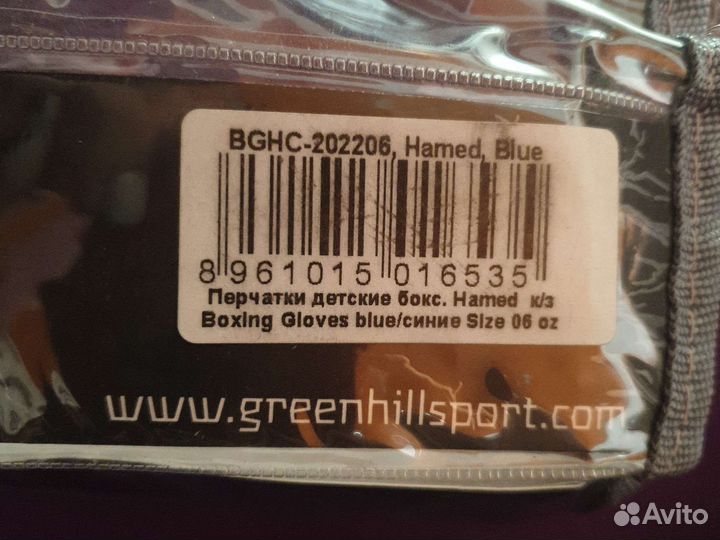 BGHC-202206, Hamed, Blue
8 961015 016535
Перчатки детские бокс. Hamed к/з
Boxing Gloves blue/синие Size 06 oz
www.greenhillsport.com
Avito